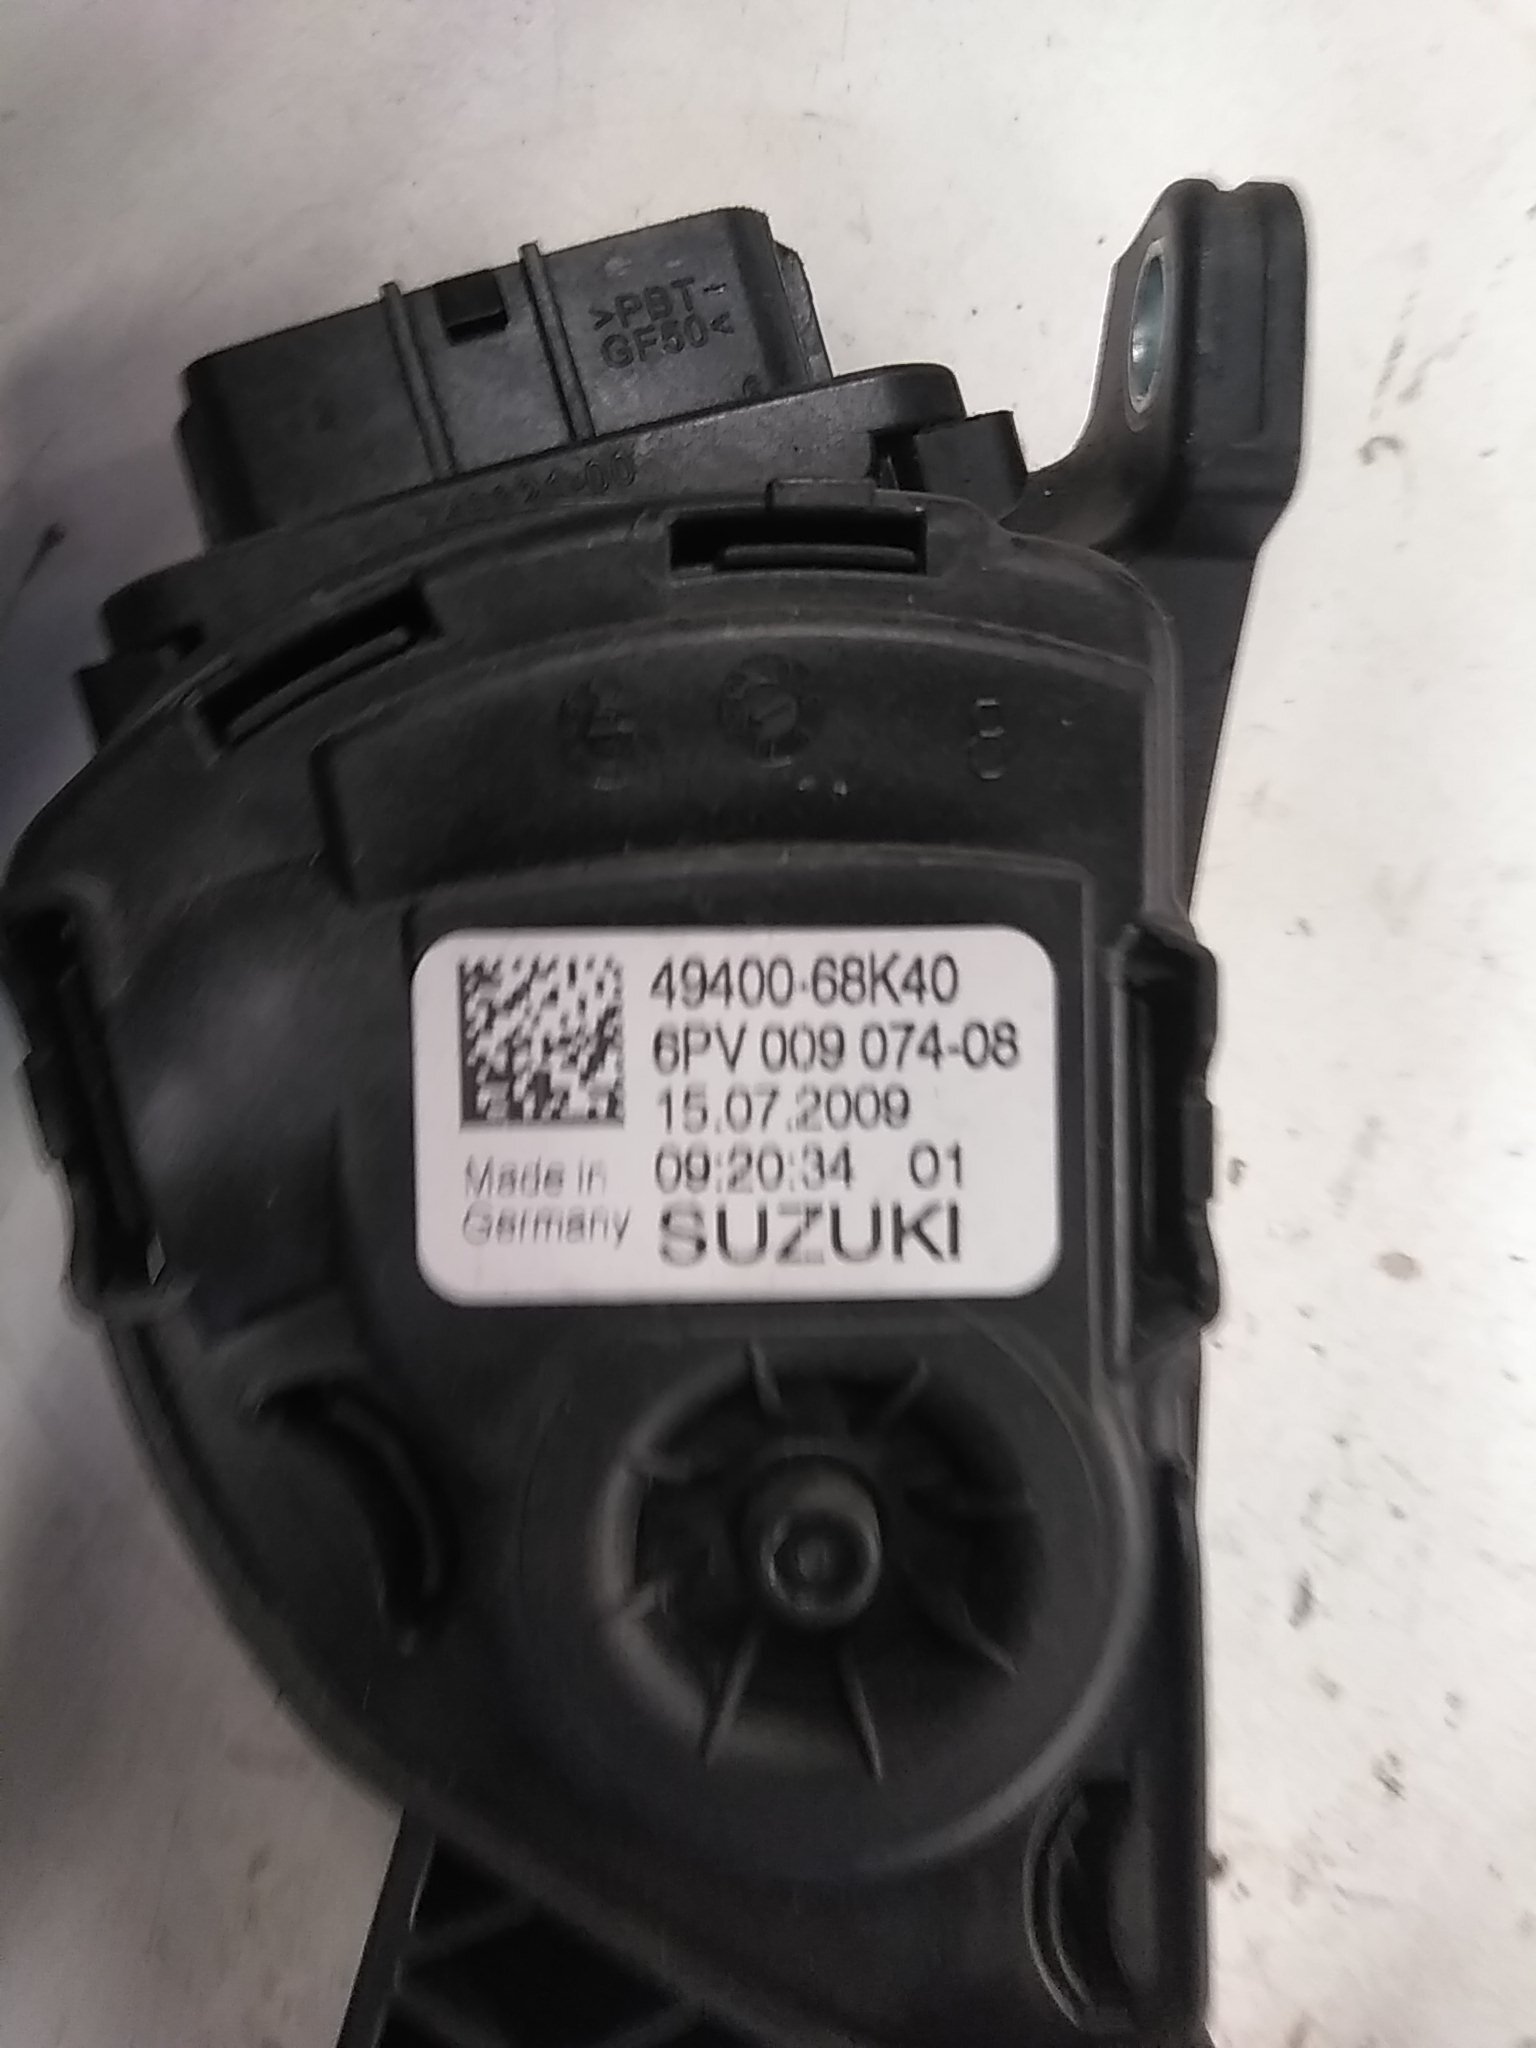 >PBT-
GF50<
49400-68K40
6PV 009 074-08
15.07.2009
Made in
Germany
09:20:34 01
SUZUKI